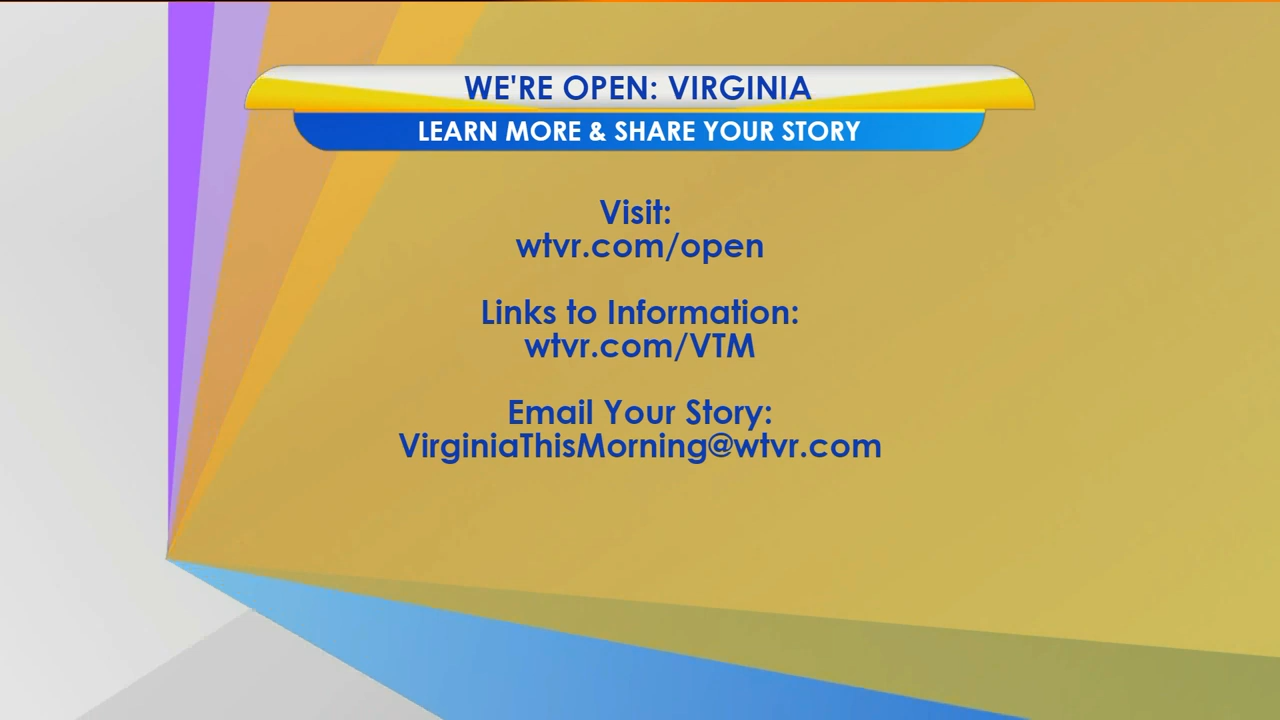 WE'RE OPEN: VIRGINIA
LEARN MORE & SHARE YOUR STORY
Visit:
wtvr.com/open
Links to Information:
wtvr.com/VTM
Email Your Story:
VirginiaThisMorning@wtvr.com